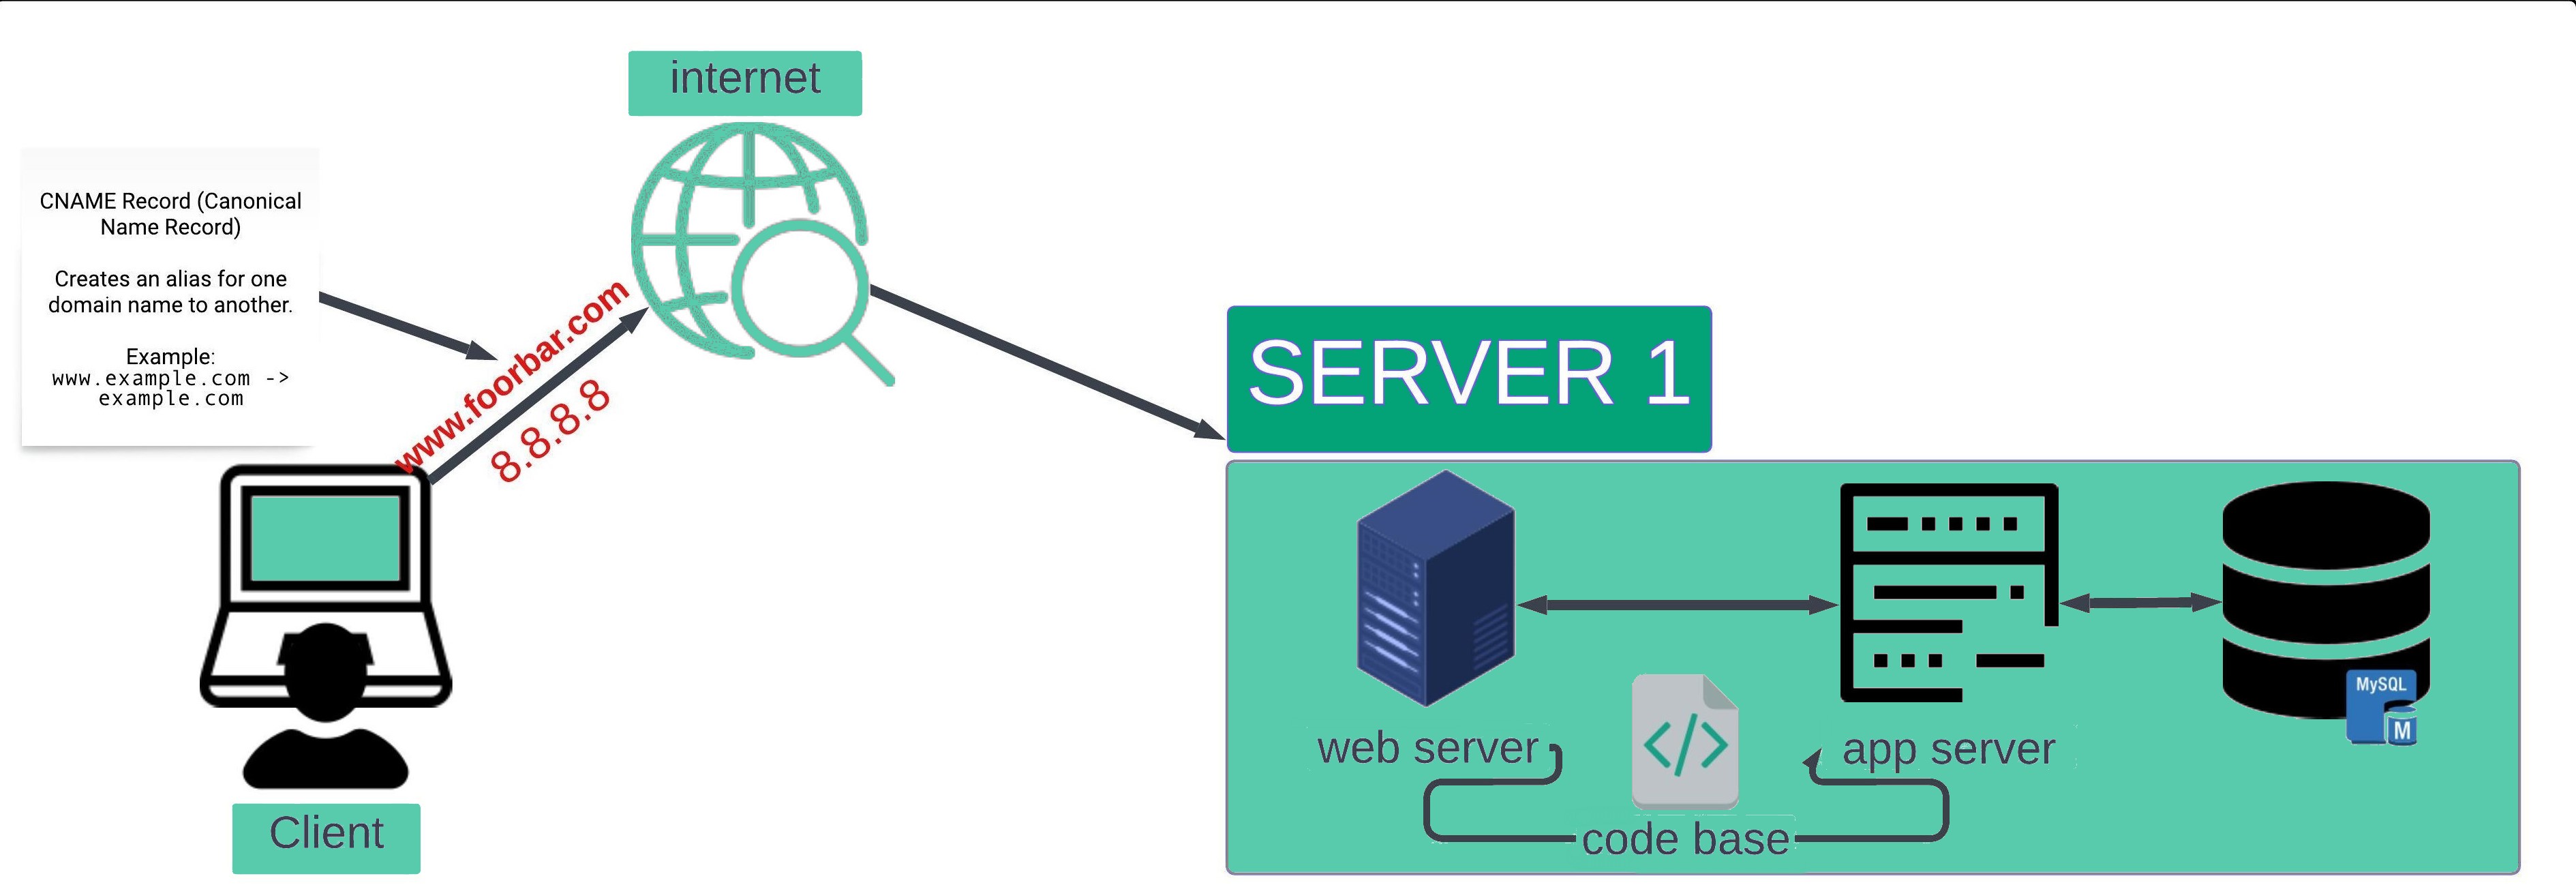 internet
CNAME Record (Canonical
Name Record)
Creates an alias for one
domain name to another.
Example:
www.example.com ->
example.com
www.foorbar.com
8.8.8.8
Client
SERVER 1
web server
app server
code base
MySQL
M